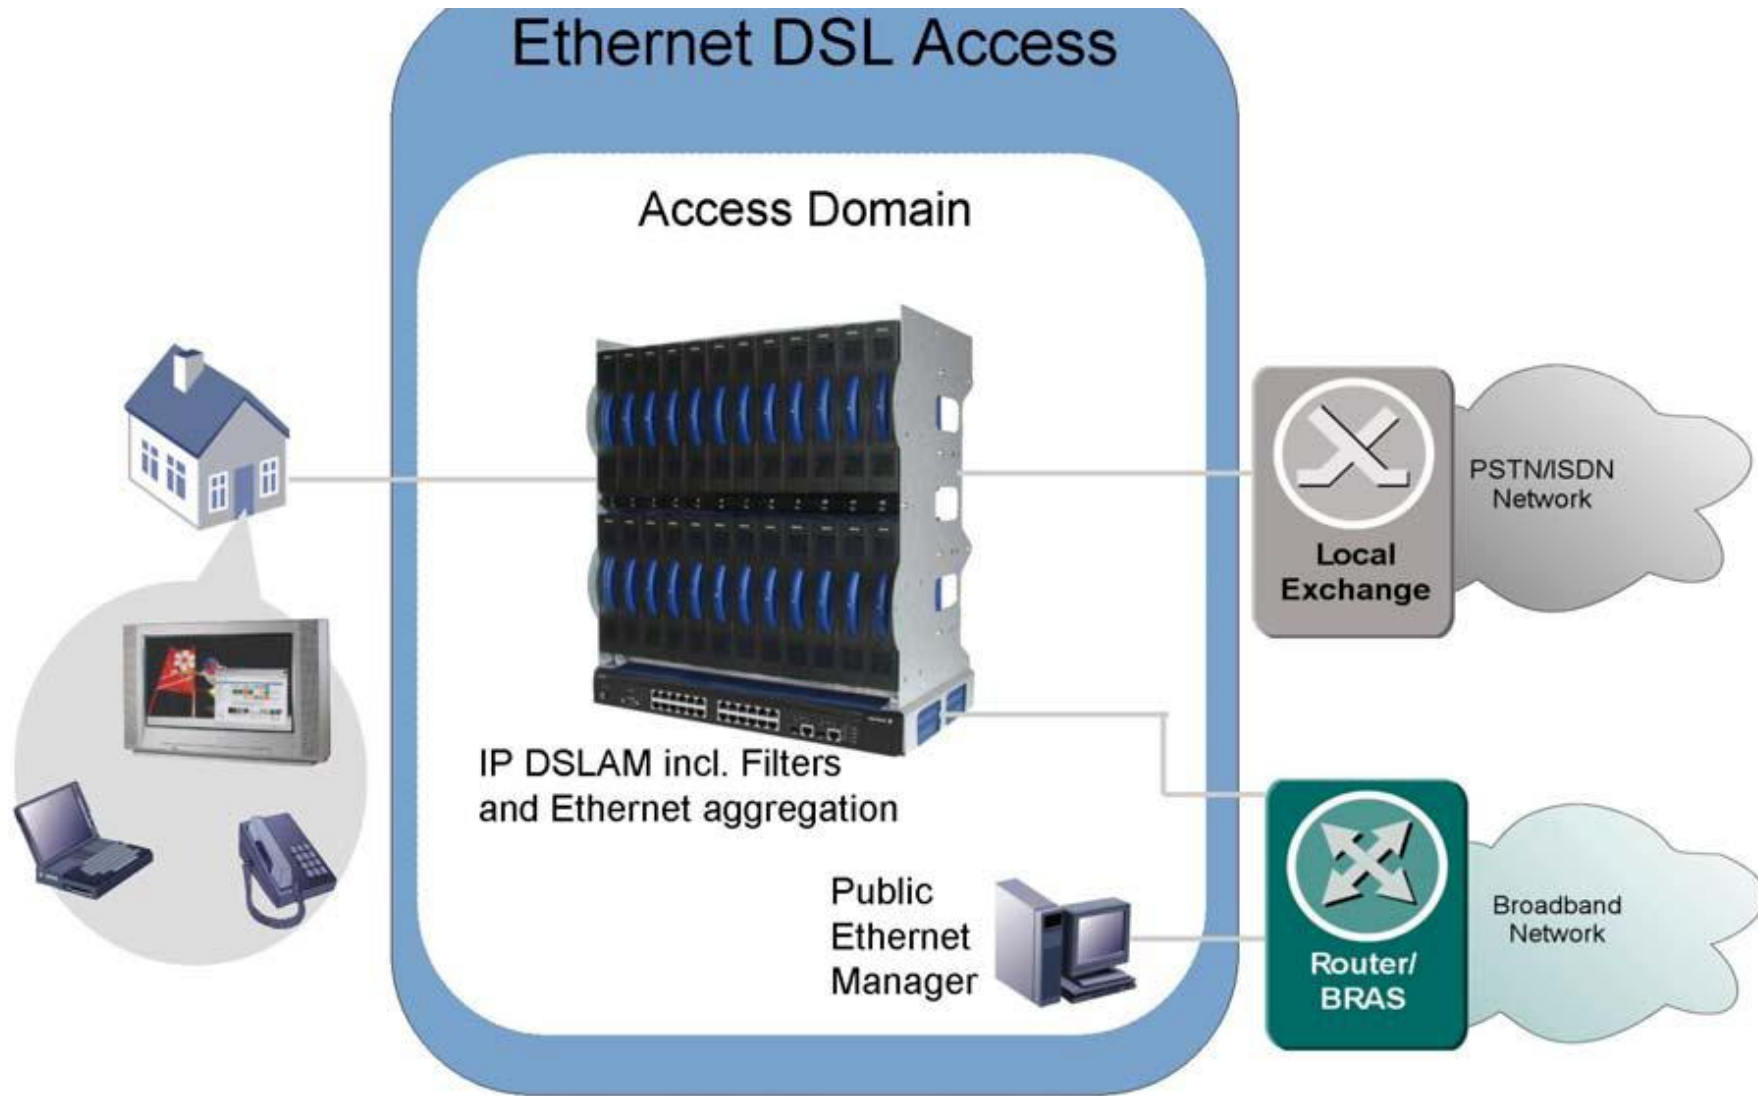 Ethernet DSL Access
Access Domain
IP DSLAM incl. Filters
and Ethernet aggregation
Public
Ethernet
Manager
Local
Exchange
PSTN/ISDN
Network
Router/
BRAS
Broadband
Network